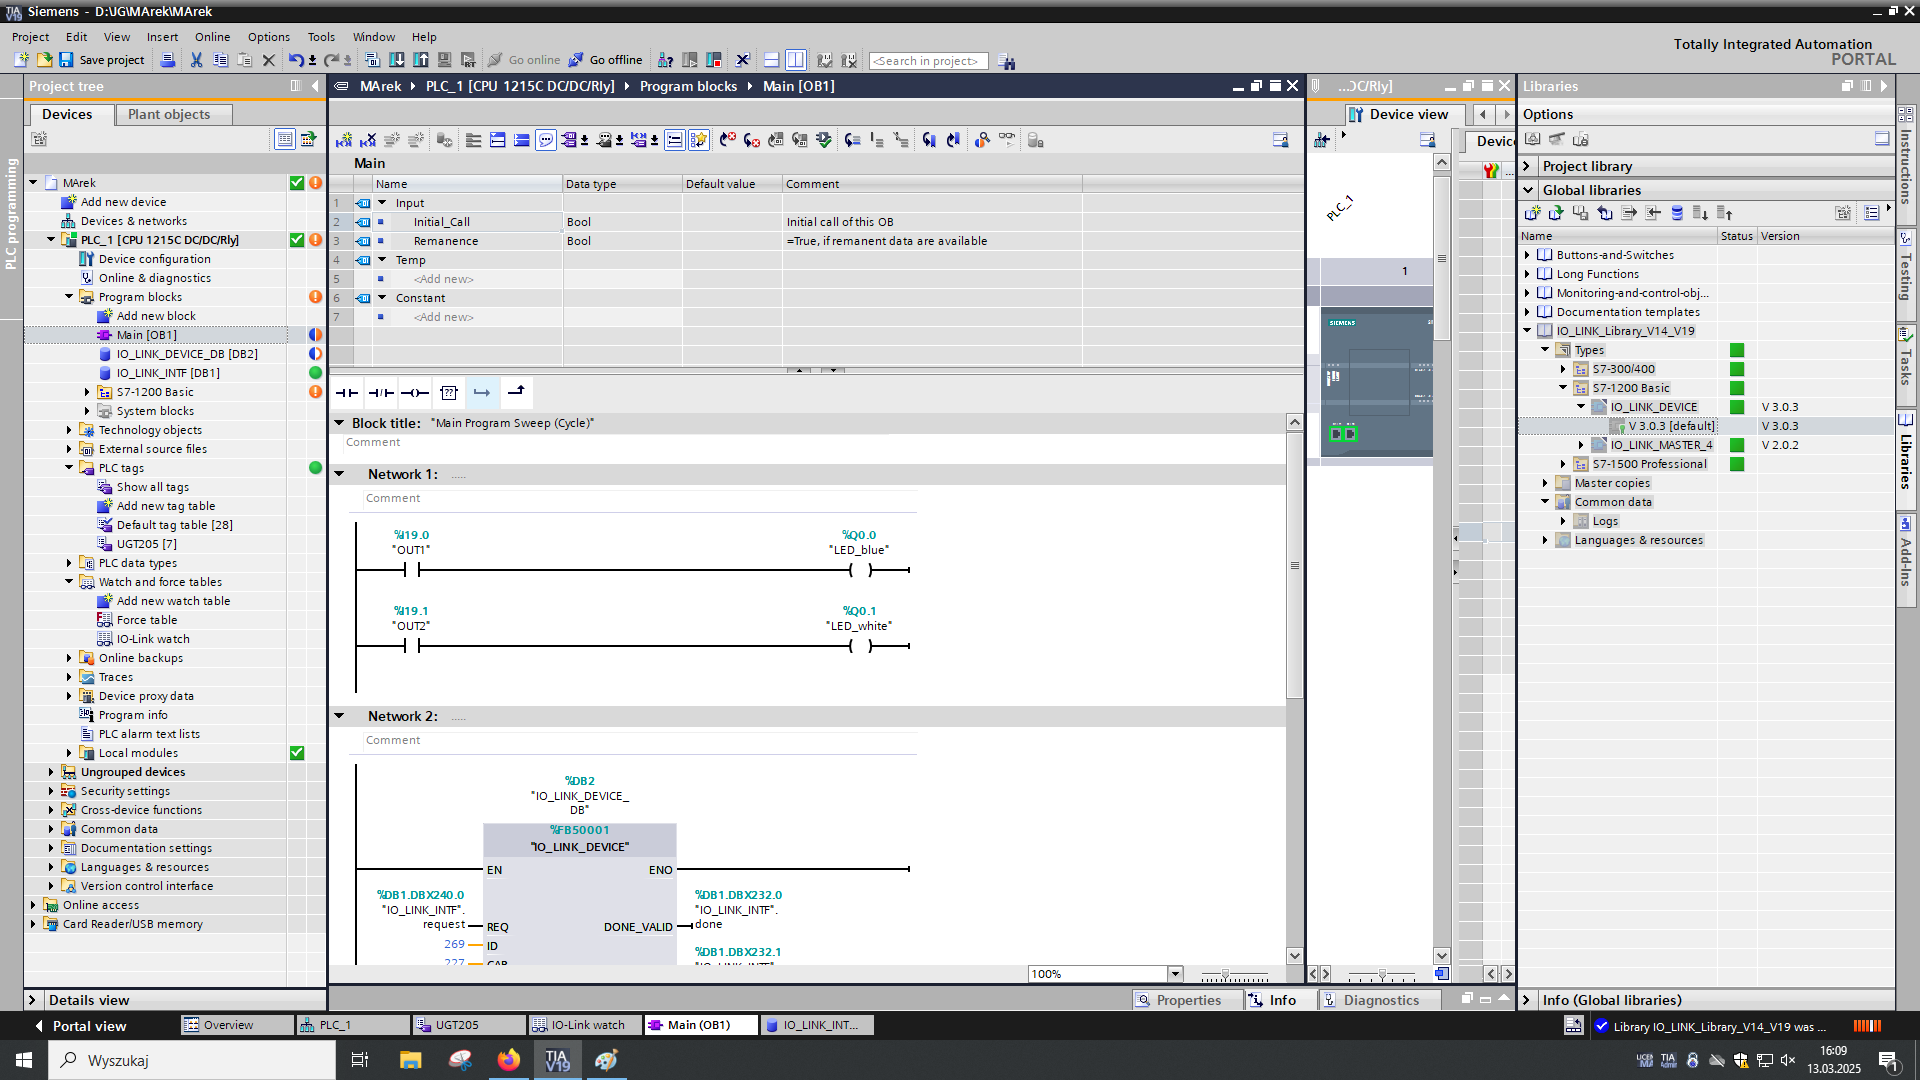 Siemens - D:\JG\MArek\MArek
Project Edit View Insert Online Options Tools Window Help
Save project
Go online
Go offline
<Search in project>
Totally Integrated Automation
PORTAL
PLC programming
Project tree
Devices
Plant objects
MArek
Add new device
Devices & networks
PLC_1 [CPU 1215C DC/DC/Rly]
Device configuration
Online & diagnostics
Program blocks
Add new block
Main [OB1]
IO_LINK_DEVICE_DB [DB2]
IO_LINK_INTF [DB1]
S7-1200 Basic
System blocks
Technology objects
External source files
PLC tags
Show all tags
Add new tag table
Default tag table [28]
UGT205 [7]
PLC data types
Watch and force tables
Add new watch table
Force table
IO-Link watch
Online backups
Traces
Device proxy data
Program info
PLC alarm text lists
Local modules
Ungrouped devices
Security settings
Cross-device functions
Common data
Documentation settings
Languages & resources
Version control interface
Online access
Card Reader/USB memory
Details view
MArek PLC_1 [CPU 1215C DC/DC/Rly] Program blocks Main [OB1]
Main
Name Data type Default value Comment
1 Input
2 Initial_Call Bool Initial call of this OB
3 Remanence Bool =True, if remanent data are available
4 Temp
5 <Add new>
6 Constant
7 <Add new>
Block title: "Main Program Sweep (Cycle)"
Comment
Network 1: .....
Comment
%I19.0 %Q0.0
"OUT1" "LED_blue"
%I19.1 %Q0.1
"OUT2" "LED_white"
Network 2: .....
Comment
%DB2
"IO_LINK_DEVICE_
DB"
%FB50001
"IO_LINK_DEVICE"
EN ENO
%DB1.DBX240.0 %DB1.DBX232.0
"IO_LINK_INTF". "IO_LINK_INTF".
request REQ DONE_VALID done
269 ID %DB1.DBX232.1
227 CAP "IO_LINK_INTF".
100%
Properties Info Diagnostics
...DC/Rly]
Device view
Devic
PLC_1
1
SIEMENS
Libraries
Options
Project library
Global libraries
Name Status Version
Buttons-and-Switches
Long Functions
Monitoring-and-control-obj...
Documentation templates
IO_LINK_Library_V14_V19
Types
S7-300/400
S7-1200 Basic
IO_LINK_DEVICE V 3.0.3
V 3.0.3 [default] V 3.0.3
IO_LINK_MASTER_4 V 2.0.2
S7-1500 Professional
Master copies
Common data
Logs
Languages & resources
Info (Global libraries)
Instructions
Testing
Tasks
Libraries
Add-Ins
Portal view
Overview
PLC_1
UGT205
IO-Link watch
Main (OB1)
IO_LINK_INT...
Library IO_LINK_Library_V14_V19 was ...
Wyszukaj
TIA
V19
16:09
13.03.2025
1